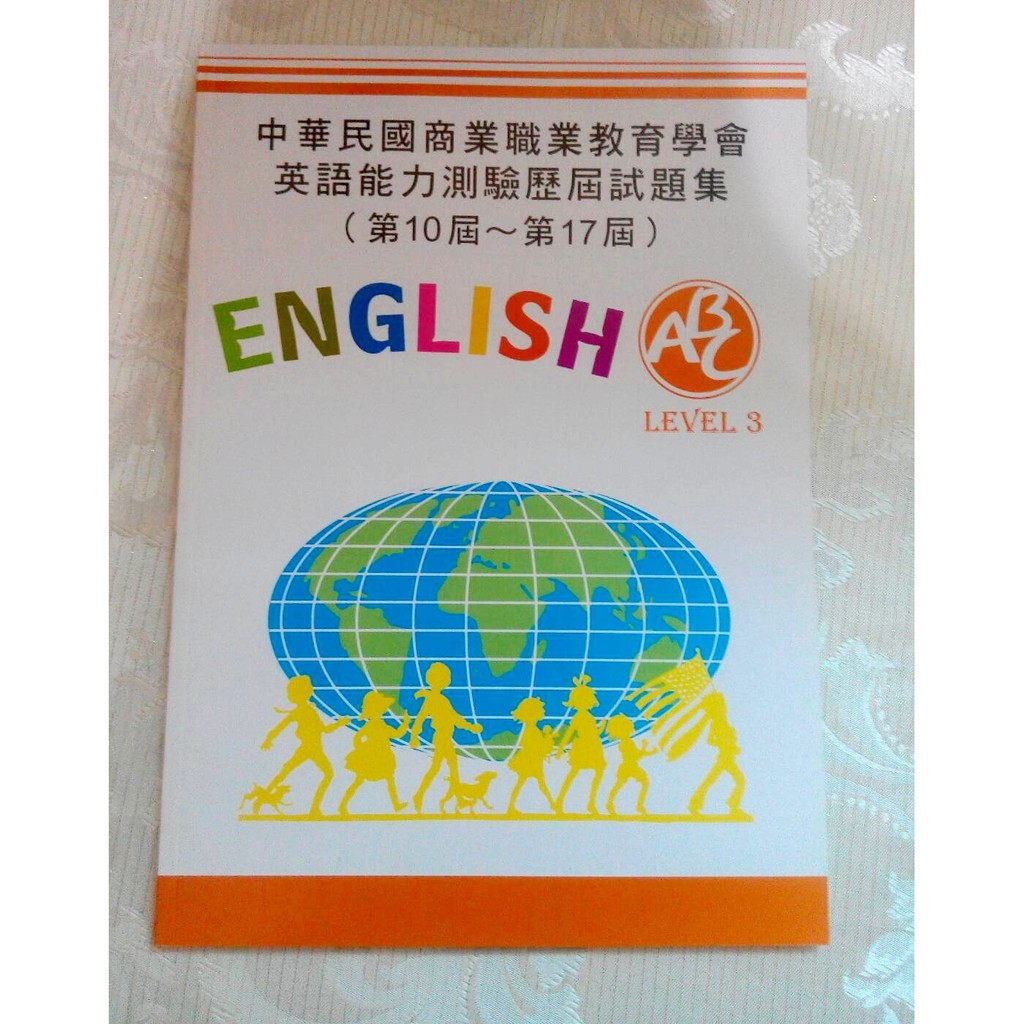 中華民國商業職業教育學會
英語能力測驗歷屆試題集
（第10屆～第17屆）
ENGLISH
ABC
LEVEL 3